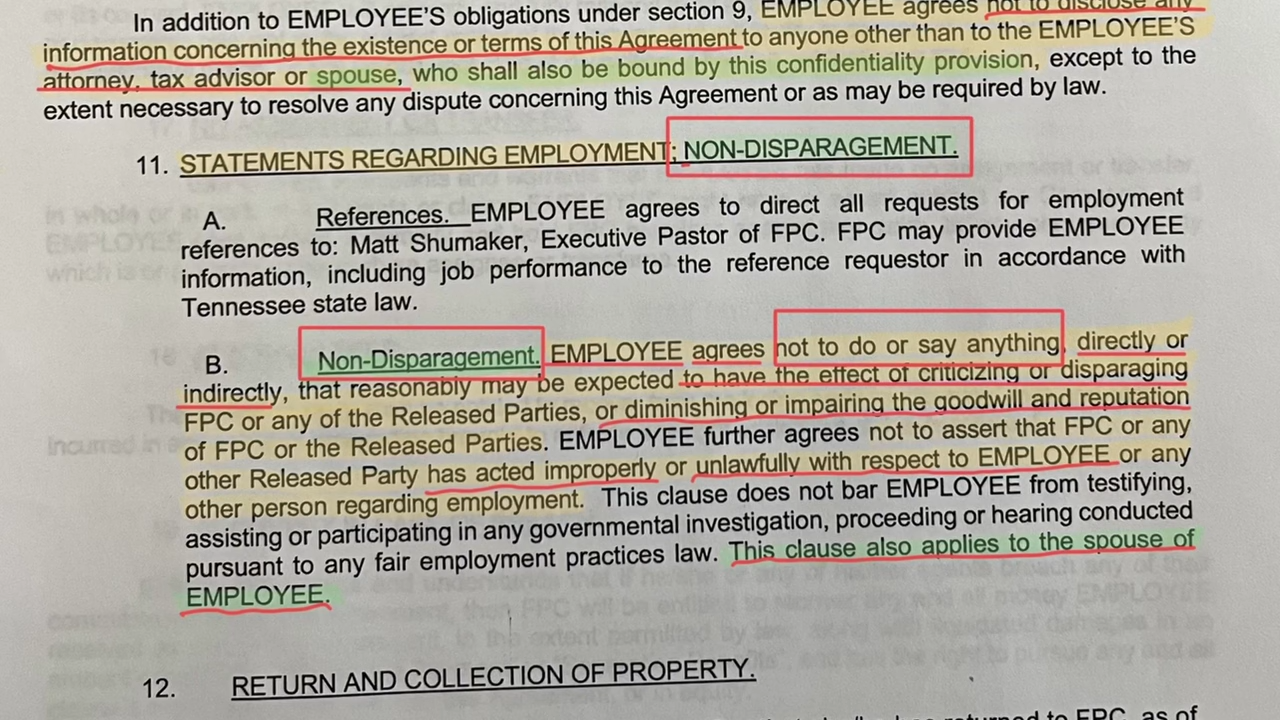 In addition to EMPLOYEE'S obligations under section 9, EMPLOYEE agrees not to disclose any
information concerning the existence or terms of this Agreement to anyone other than to the EMPLOYEE'S
attorney, tax advisor or spouse, who shall also be bound by this confidentiality provision, except to the
extent necessary to resolve any dispute concerning this Agreement or as may be required by law.
11. STATEMENTS REGARDING EMPLOYMENT; NON-DISPARAGEMENT.
A. References. EMPLOYEE agrees to direct all requests for employment
references to: Matt Shumaker, Executive Pastor of FPC. FPC may provide EMPLOYEE
information, including job performance to the reference requestor in accordance with
Tennessee state law.
B. Non-Disparagement. EMPLOYEE agrees not to do or say anything, directly or
indirectly, that reasonably may be expected to have the effect of criticizing or disparaging
FPC or any of the Released Parties, or diminishing or impairing the goodwill and reputation
of FPC or the Released Parties. EMPLOYEE further agrees not to assert that FPC or any
other Released Party has acted improperly or unlawfully with respect to EMPLOYEE or any
other person regarding employment. This clause does not bar EMPLOYEE from testifying,
assisting or participating in any governmental investigation, proceeding or hearing conducted
pursuant to any fair employment practices law. This clause also applies to the spouse of
EMPLOYEE.
12. RETURN AND COLLECTION OF PROPERTY.
returned to FPC, as of